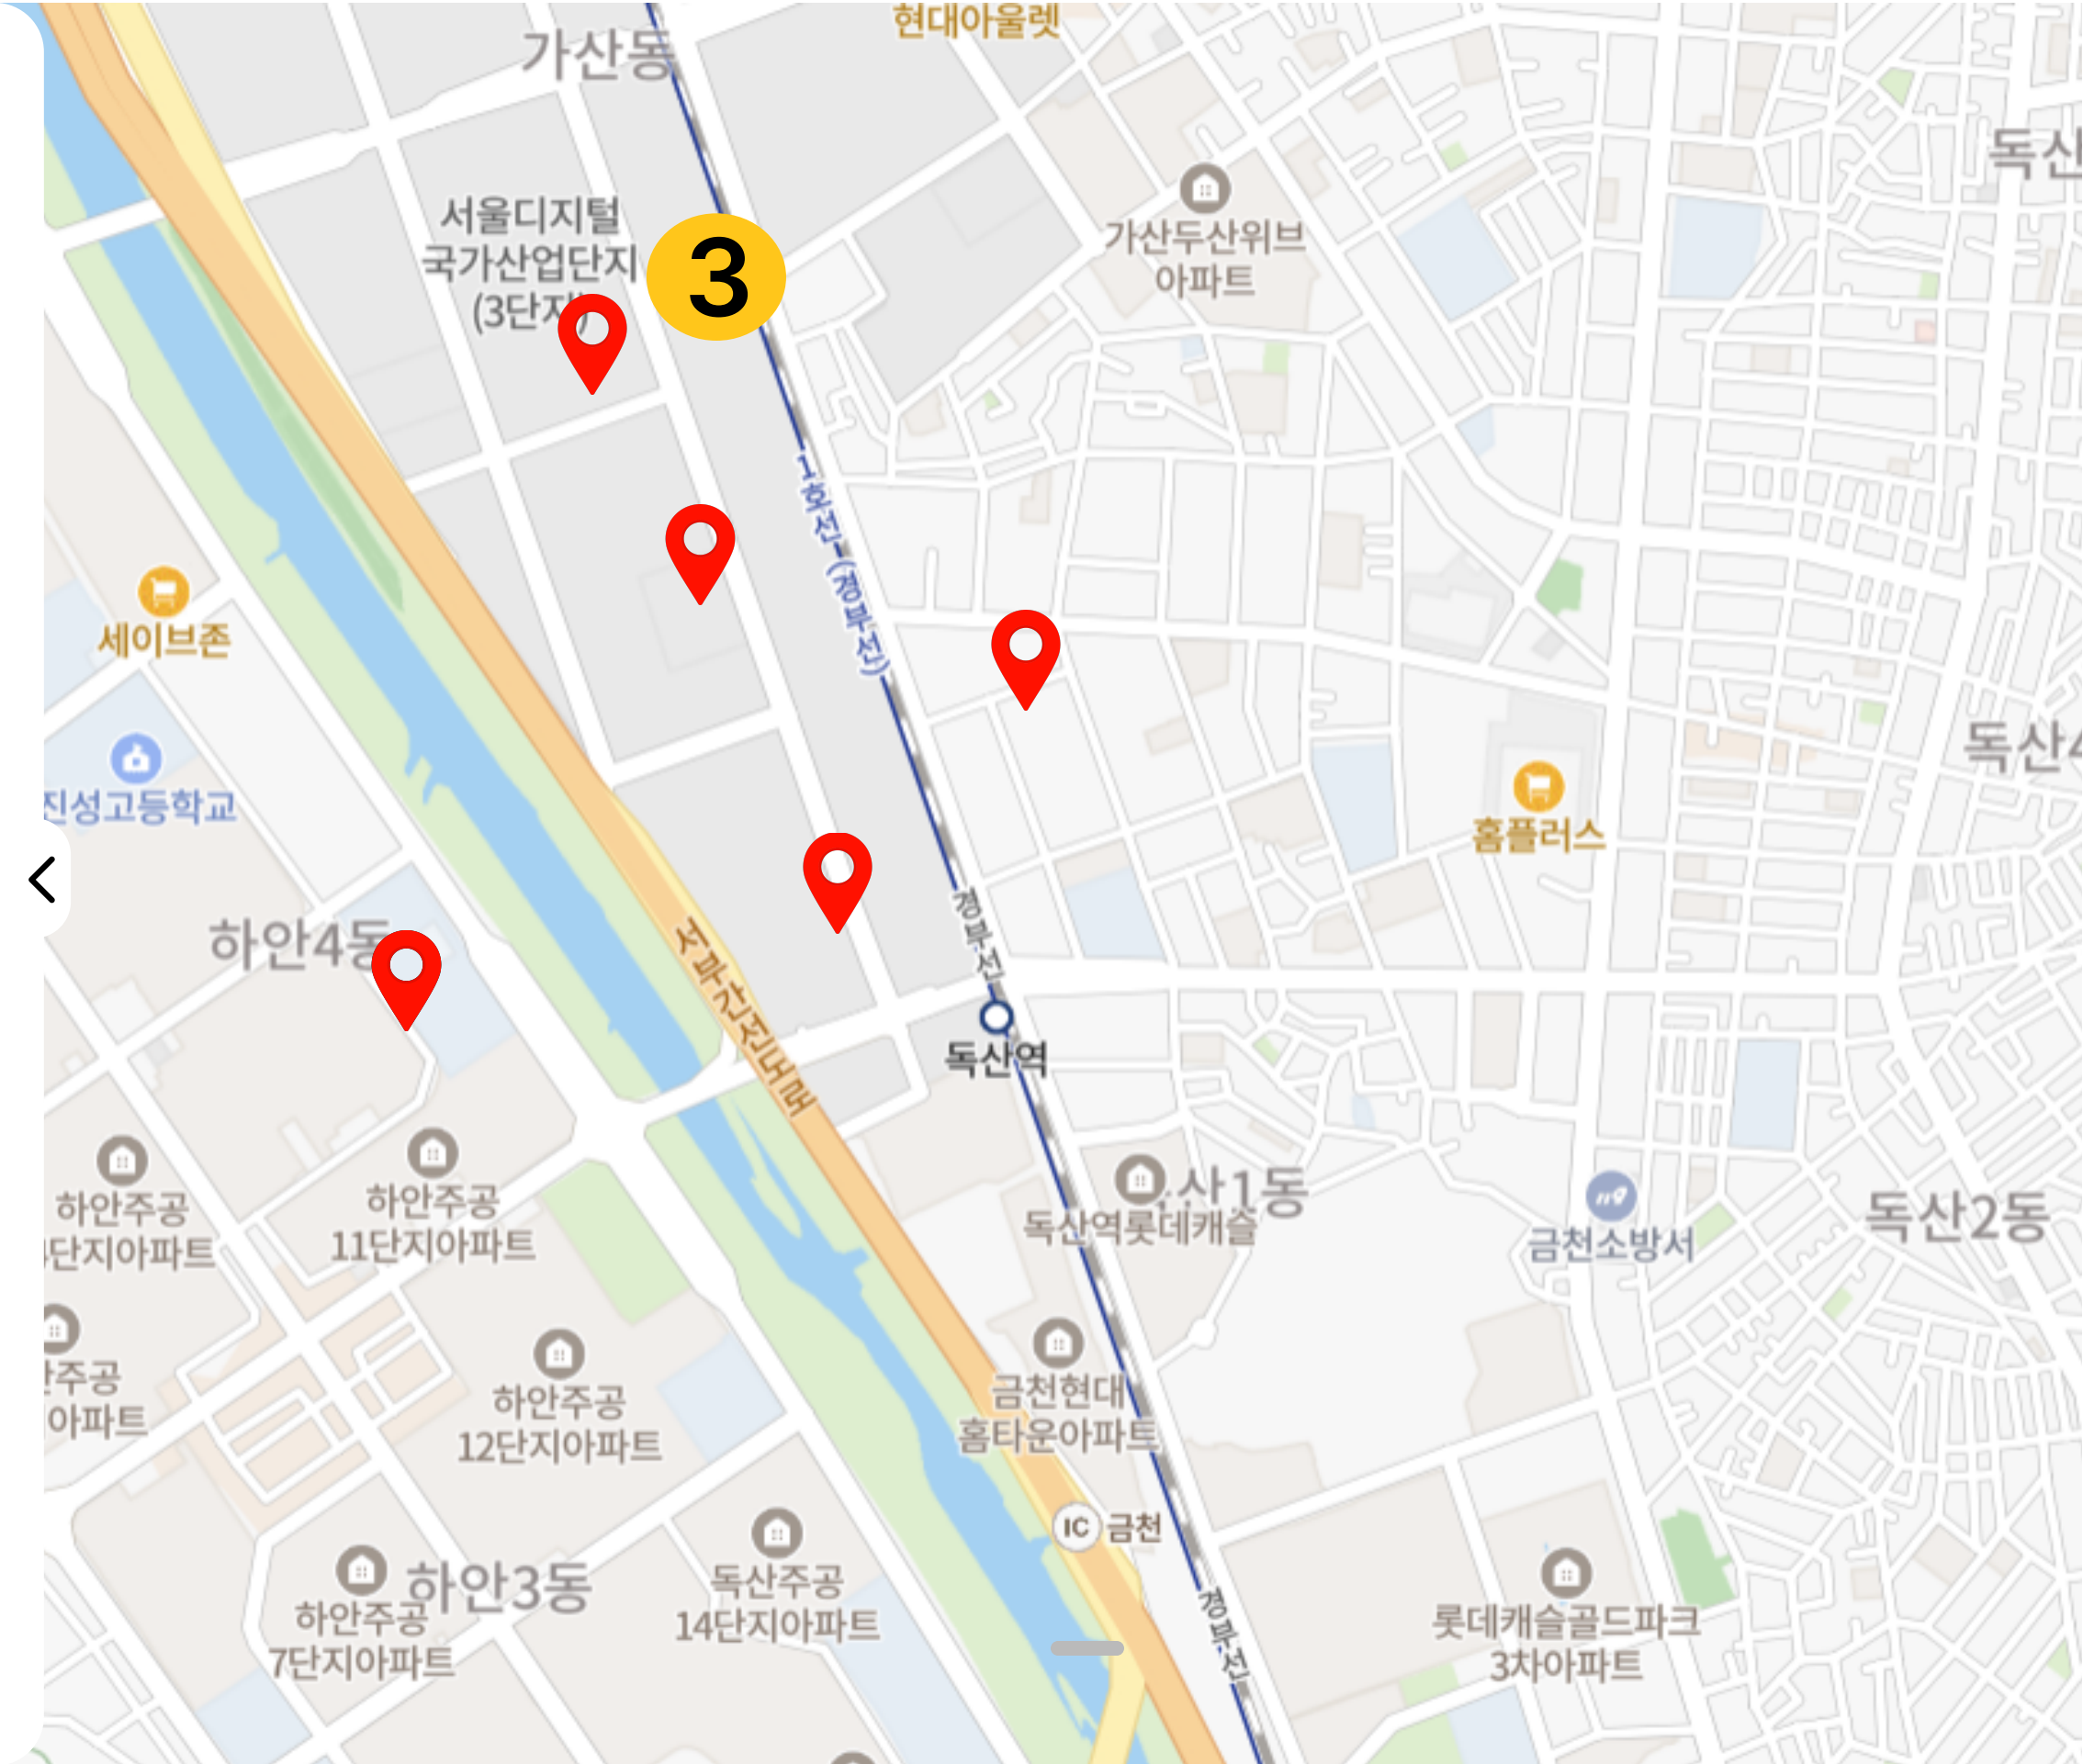 현대아울렛
가산동
독산
서울디지털
국가산업단지
(3단지)
3
가산두산위브
아파트
1호선(경부선)
세이브존
진성고등학교
독산4
홈플러스
하안4동
경부선
서부간선도로
독산역
하안주공
단지아파트
하안주공
11단지아파트
산1동
독산역롯데캐슬
금천소방서
독산2동
주공
아파트
하안주공
12단지아파트
금천현대
홈타운아파트
IC 금천
하안3동
하안주공
7단지아파트
독산주공
14단지아파트
경부선
롯데캐슬골드파크
3차아파트